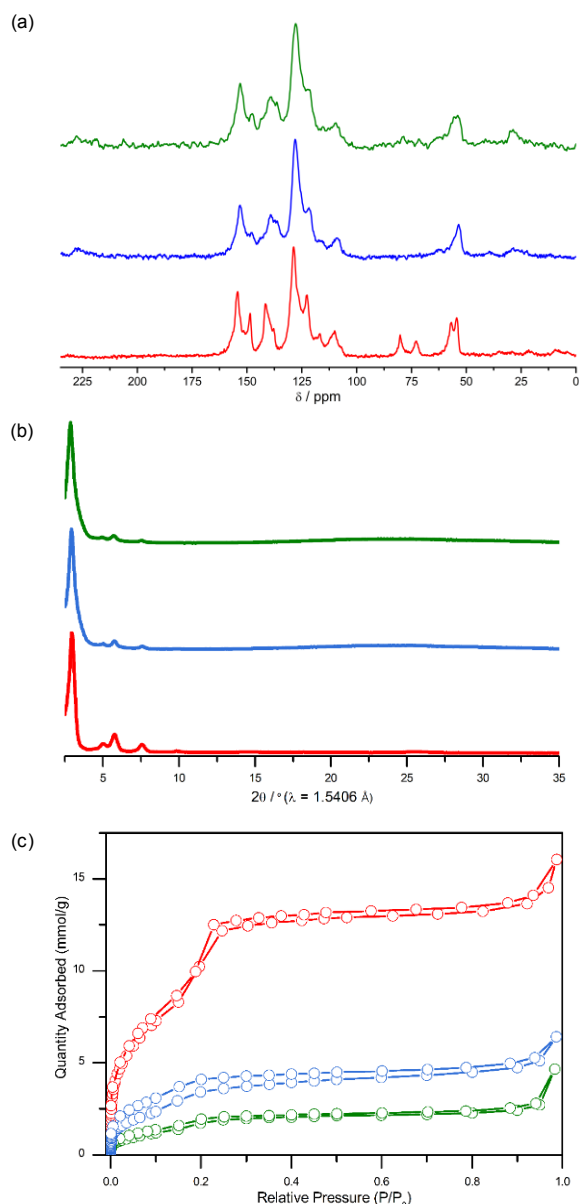 (a)
225 200 175 150 125 100 75 50 25 0
δ / ppm
(b)
5 10 15 20 25 30 35
2θ / °(λ = 1.5406 Å)
(c)
Quantity Adsorbed (mmol/g)
15
10
5
0
0.0 0.2 0.4 0.6 0.8 1.0
Relative Pressure (P/P